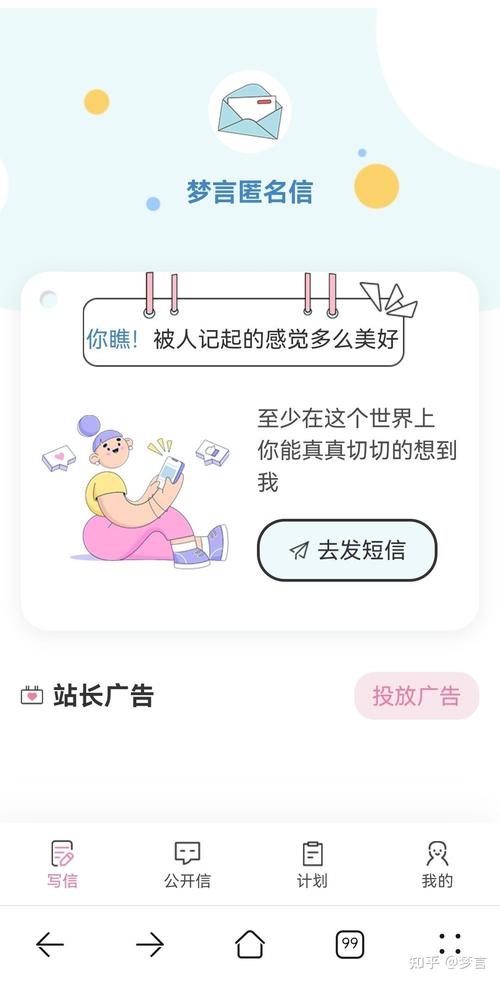 梦言匿名信
你瞧！被人记起的感觉多么美好
至少在这个世界上
你能真真切切的想到
我
去发短信
站长广告
投放广告
写信
公开信
计划
我的
99
知乎 @梦言